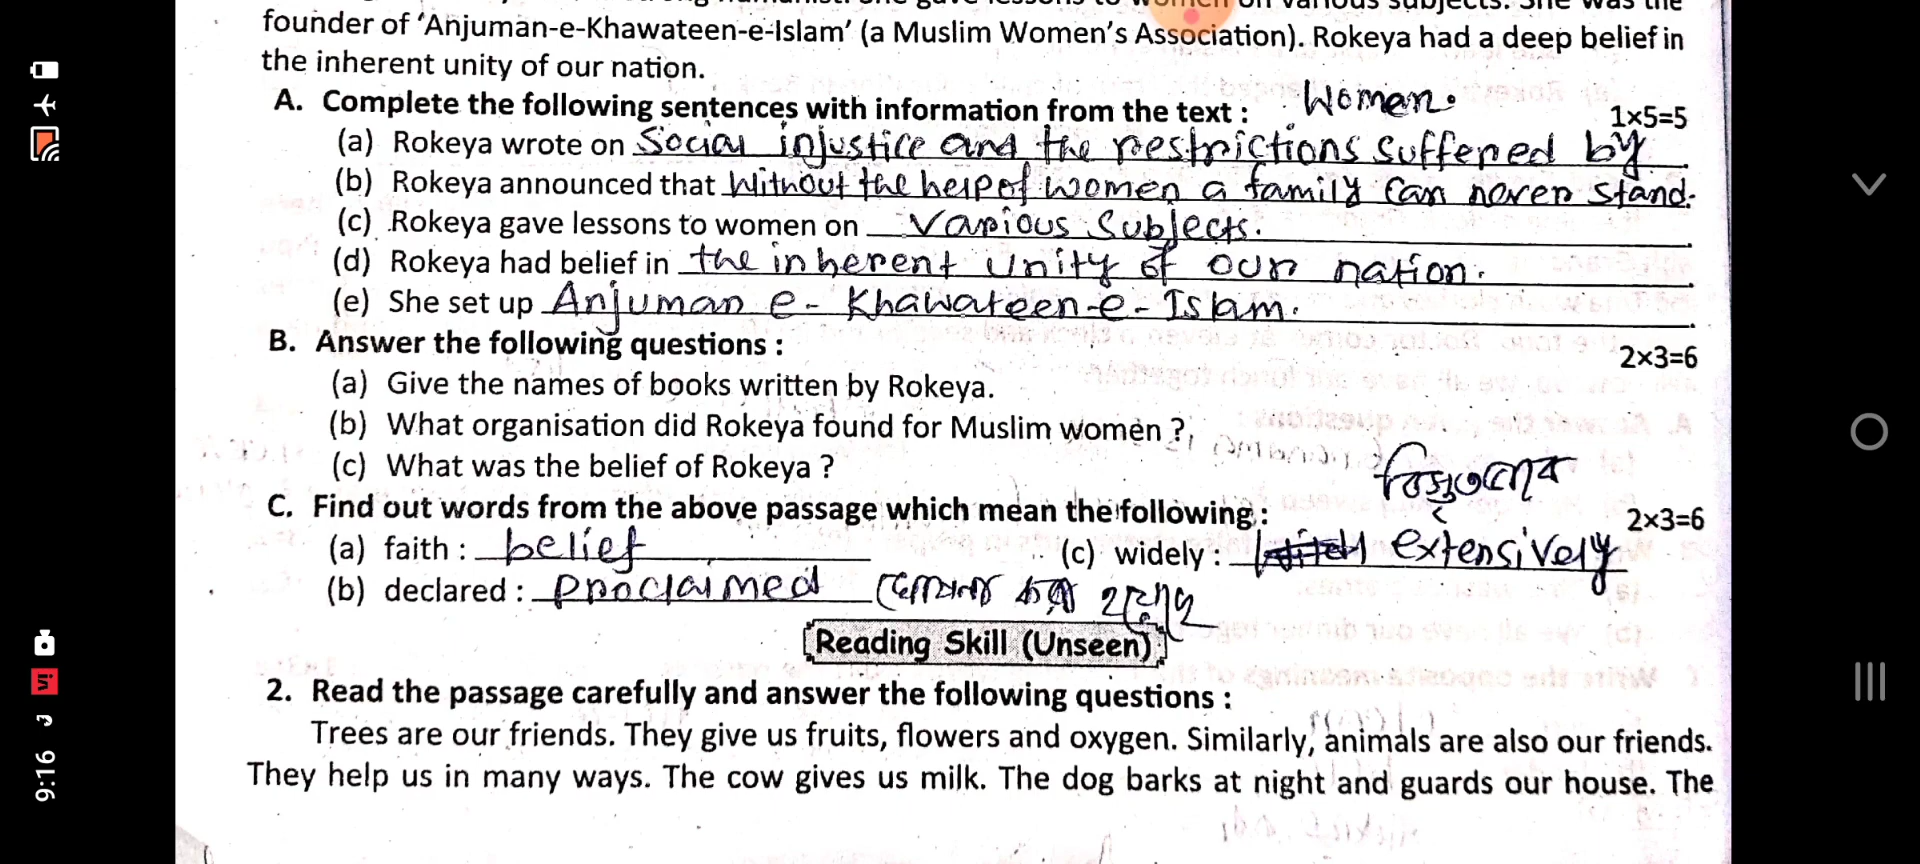 founder of 'Anjuman-e-Khawateen-e-Islam' (a Muslim Women's Association). Rokeya had a deep belief in
the inherent unity of our nation.
A. Complete the following sentences with information from the text : Women. 1×5=5
(a) Rokeya wrote on Social injustice and the restrictions suffered by
(b) Rokeya announced that Without the help of women a family can never stand.
(c) Rokeya gave lessons to women on various subjects.
(d) Rokeya had belief in the inherent unity of our nation.
(e) She set up Anjuman e- Khawateen-e-Islam.
B. Answer the following questions : 2×3=6
(a) Give the names of books written by Rokeya.
(b) What organisation did Rokeya found for Muslim women ?
(c) What was the belief of Rokeya ?
C. Find out words from the above passage which mean the following : 2×3=6
(a) faith : belief (c) widely : extensively
(b) declared : proclaimed
Reading Skill (Unseen)
2. Read the passage carefully and answer the following questions :
Trees are our friends. They give us fruits, flowers and oxygen. Similarly, animals are also our friends.
They help us in many ways. The cow gives us milk. The dog barks at night and guards our house. The
9:16